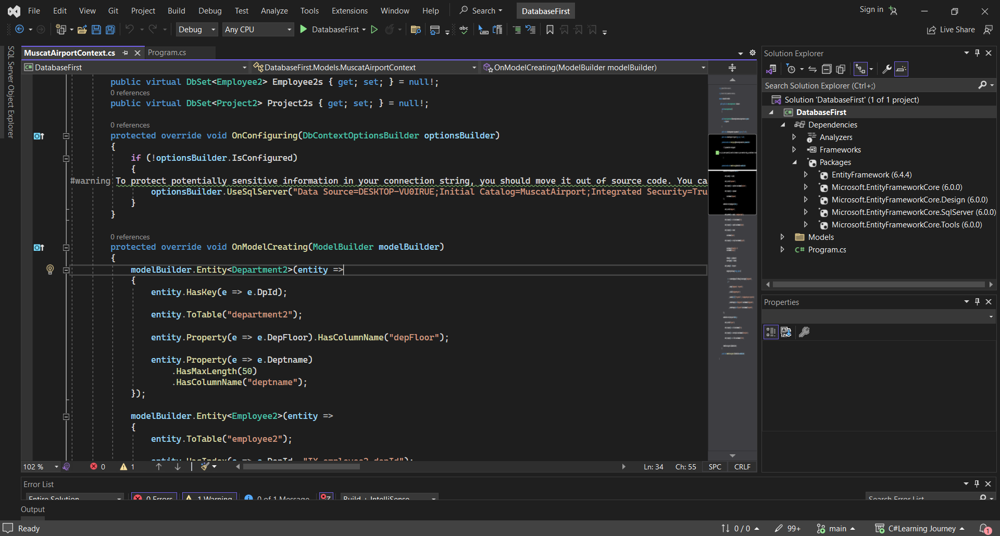 File Edit View Git Project Build Debug Test Analyze Tools Extensions Window Help Search DatabaseFirst Sign in
Debug Any CPU DatabaseFirst Live Share
SQL Server Object Explorer
MuscatAirportContext.cs Program.cs
DatabaseFirst DatabaseFirst.Models.MuscatAirportContext OnModelCreating(ModelBuilder modelBuilder)
public virtual DbSet<Employee2> Employee2s { get; set; } = null!;
0 references
public virtual DbSet<Project2> Project2s { get; set; } = null!;
0 references
protected override void OnConfiguring(DbContextOptionsBuilder optionsBuilder)
{
if (!optionsBuilder.IsConfigured)
{
#warning To protect potentially sensitive information in your connection string, you should move it out of source code. You ca
optionsBuilder.UseSqlServer("Data Source=DESKTOP-VU0IRUE;Initial Catalog=MuscatAirport;Integrated Security=Tru
}
}
0 references
protected override void OnModelCreating(ModelBuilder modelBuilder)
{
modelBuilder.Entity<Department2>(entity =>
{
entity.HasKey(e => e.DpId);
entity.ToTable("department2");
entity.Property(e => e.DepFloor).HasColumnName("depFloor");
entity.Property(e => e.Deptname)
.HasMaxLength(50)
.HasColumnName("deptname");
});
modelBuilder.Entity<Employee2>(entity =>
{
entity.ToTable("employee2");
entity.HasIndex(e => e.DepId, "IX_employee2_depId");
102 % 0 1 Ln: 34 Ch: 55 SPC CRLF
Solution Explorer
Search Solution Explorer (Ctrl+;)
Solution 'DatabaseFirst' (1 of 1 project)
C# DatabaseFirst
Dependencies
Analyzers
Frameworks
Packages
EntityFramework (6.4.4)
Microsoft.EntityFrameworkCore (6.0.0)
Microsoft.EntityFrameworkCore.Design (6.0.0)
Microsoft.EntityFrameworkCore.SqlServer (6.0.0)
Microsoft.EntityFrameworkCore.Tools (6.0.0)
Models
C# Program.cs
Properties
Error List
Entire Solution 0 Errors 1 Warning 0 of 1 Message Build + IntelliSense Search Error List
Output
Ready 0 / 0 99+ main C#Learning Journey 1